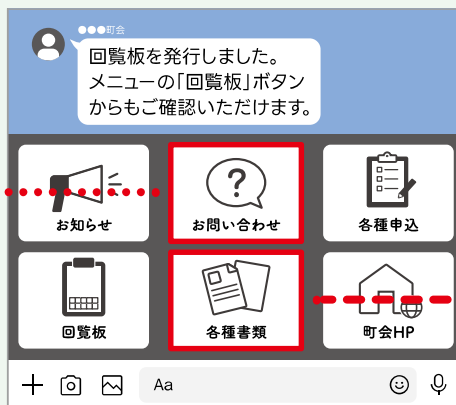 ●●●町会
回覧板を発行しました。
メニューの「回覧板」ボタン
からもご確認いただけます。
?
お知らせ
お問い合わせ
各種申込
回覧板
各種書類
町会HP
Aa